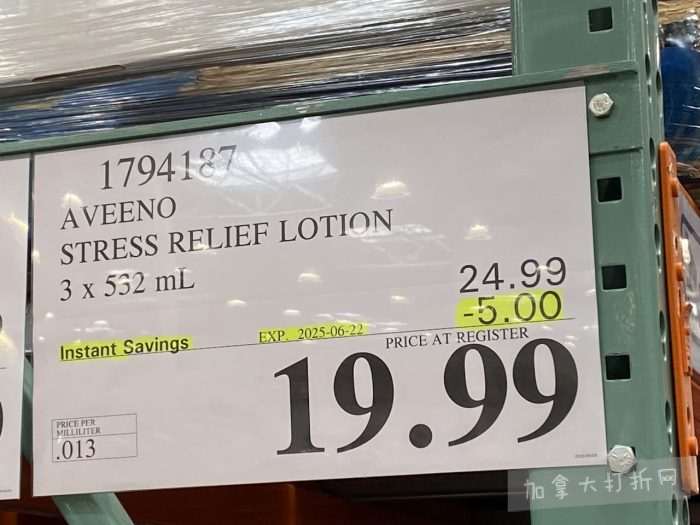 1794187
AVEENO
STRESS RELIEF LOTION
3 x 532 mL
24.99
-5.00
Instant Savings
EXP. 2025-06-22
PRICE AT REGISTER
19.99
PRICE PER
MILLILITER
.013
加拿大打折网